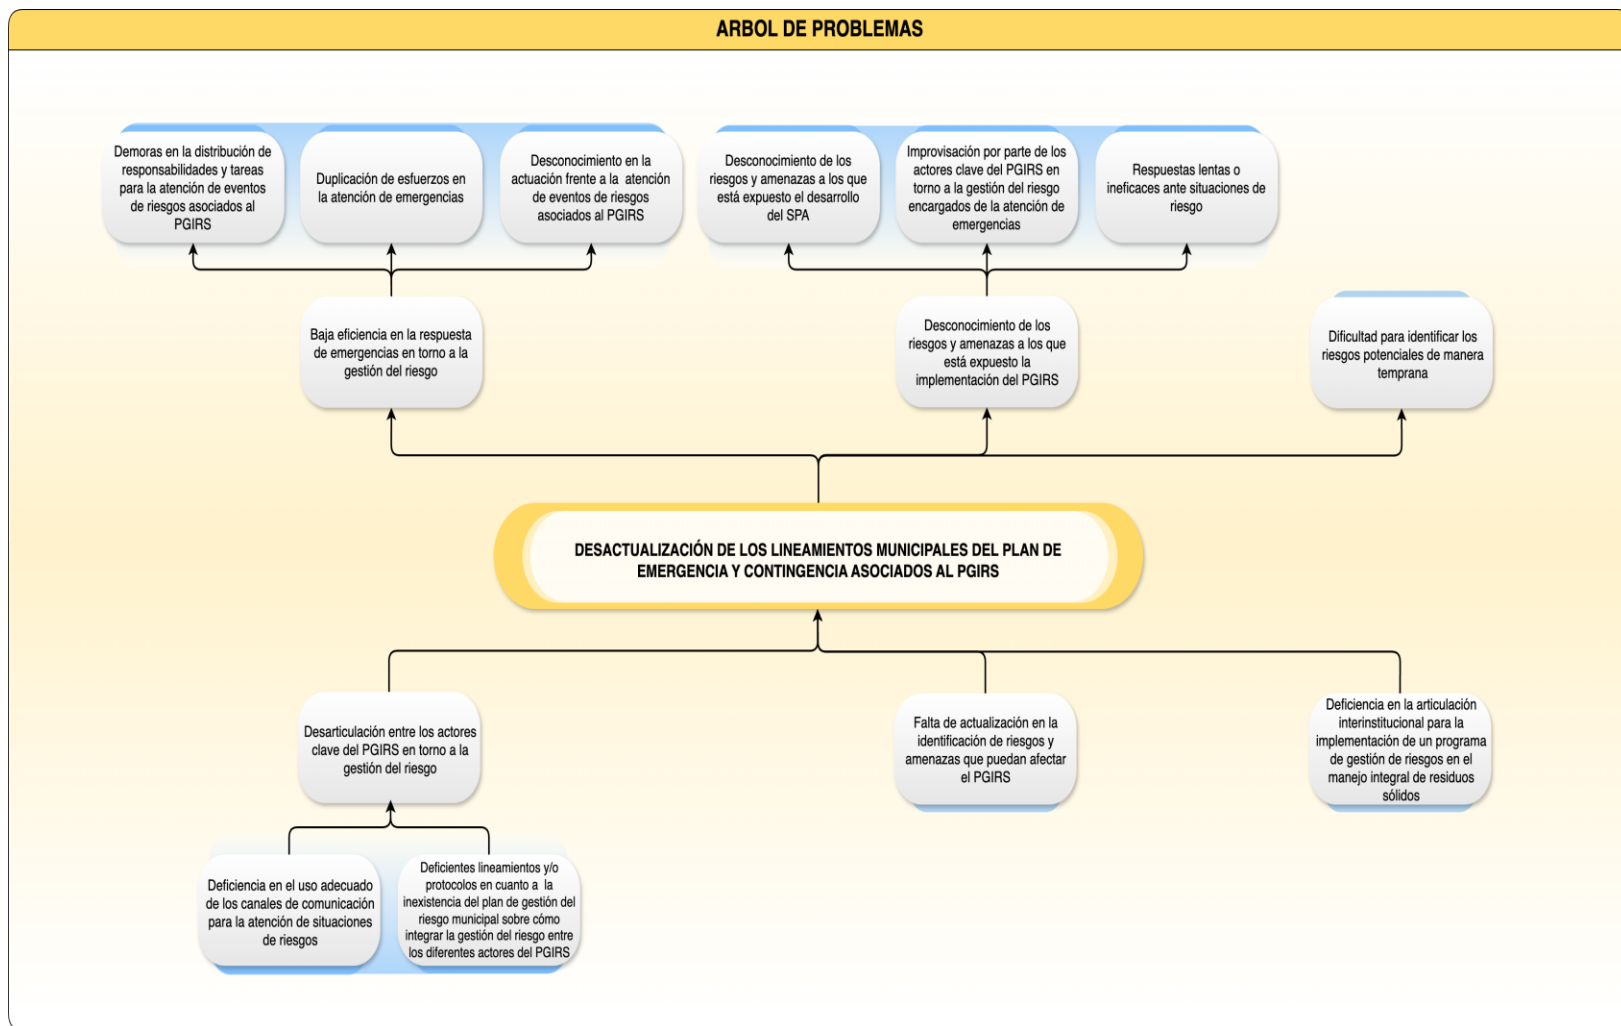 ARBOL DE PROBLEMAS
Demoras en la distribución de
responsabilidades y tareas
para la atención de eventos
de riesgos asociados al
PGIRS
Duplicación de esfuerzos en
la atención de emergencias
Desconocimiento en la
actuación frente a la atención
de eventos de riesgos
asociados al PGIRS
Desconocimiento de los
riesgos y amenazas a los que
está expuesto el desarrollo
del SPA
Improvisación por parte de los
actores clave del PGIRS en
torno a la gestión del riesgo
encargados de la atención de
emergencias
Respuestas lentas o
ineficaces ante situaciones de
riesgo
Baja eficiencia en la respuesta
de emergencias en torno a la
gestión del riesgo
Desconocimiento de los
riesgos y amenazas a los que
está expuesto la
implementación del PGIRS
Dificultad para identificar los
riesgos potenciales de manera
temprana
DESACTUALIZACIÓN DE LOS LINEAMIENTOS MUNICIPALES DEL PLAN DE
EMERGENCIA Y CONTINGENCIA ASOCIADOS AL PGIRS
Desarticulación entre los actores
clave del PGIRS en torno a la
gestión del riesgo
Falta de actualización en la
identificación de riesgos y
amenazas que puedan afectar
el PGIRS
Deficiencia en la articulación
interinstitucional para la
implementación de un programa
de gestión de riesgos en el
manejo integral de residuos
sólidos
Deficiencia en el uso adecuado
de los canales de comunicación
para la atención de situaciones
de riesgos
Deficientes lineamientos y/o
protocolos en cuanto a la
inexistencia del plan de gestión del
riesgo municipal sobre cómo
integrar la gestión del riesgo entre
los diferentes actores del PGIRS